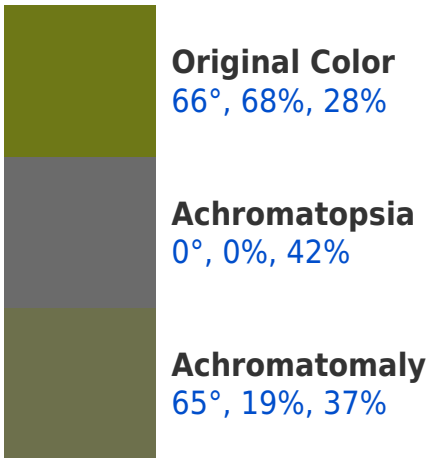 Original Color
66°, 68%, 28%
Achromatopsia
0°, 0%, 42%
Achromatomaly
65°, 19%, 37%